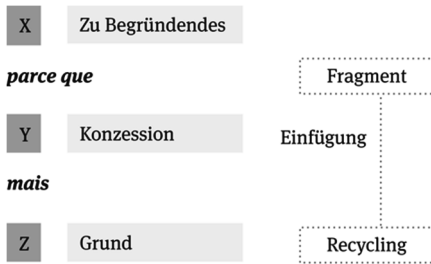 X Zu Begründendes
parce que
Fragment
Y Konzession
Einfügung
mais
Z Grund
Recycling